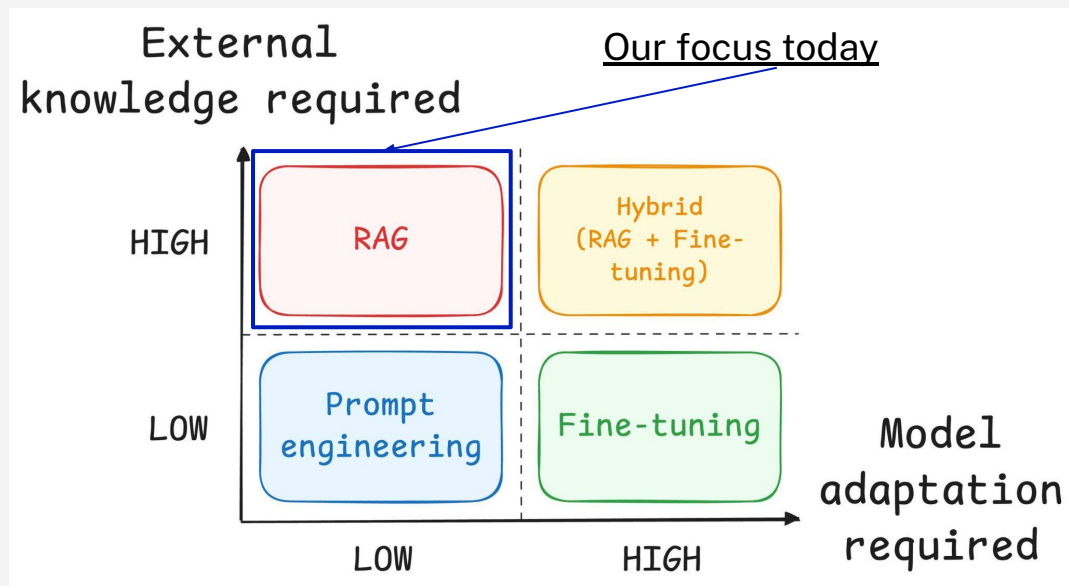 External
knowledge required
Our focus today
HIGH
RAG
Hybrid
(RAG + Fine-
tuning)
LOW
Prompt
engineering
Fine-tuning
Model
adaptation
required
LOW
HIGH